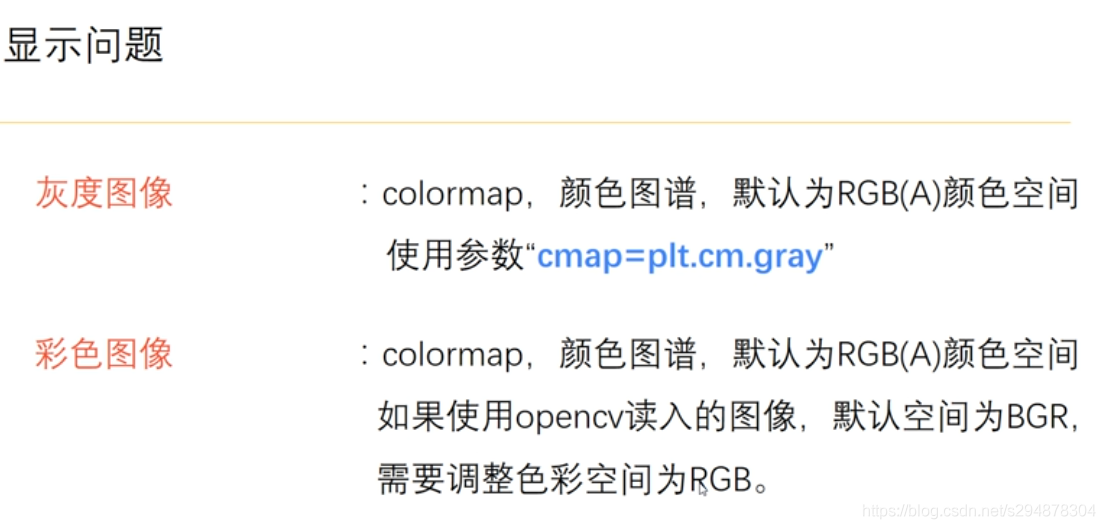 显示问题
灰度图像 : colormap，颜色图谱，默认为RGB(A)颜色空间
使用参数“cmap=plt.cm.gray”
彩色图像 : colormap，颜色图谱，默认为RGB(A)颜色空间
如果使用opencv读入的图像，默认空间为BGR，
需要调整色彩空间为RGB。
https://blog.csdn.net/s294878304